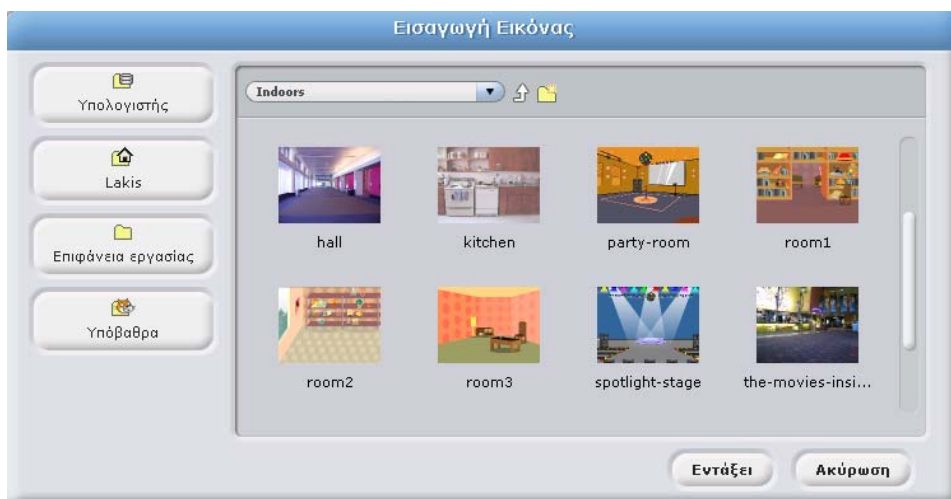 Εισαγωγή Εικόνας
Υπολογιστής
Lakis
Επιφάνεια εργασίας
Υπόβαθρα
Indoors
hall
kitchen
party-room
room1
room2
room3
spotlight-stage
the-movies-insi...
Εντάξει
Ακύρωση